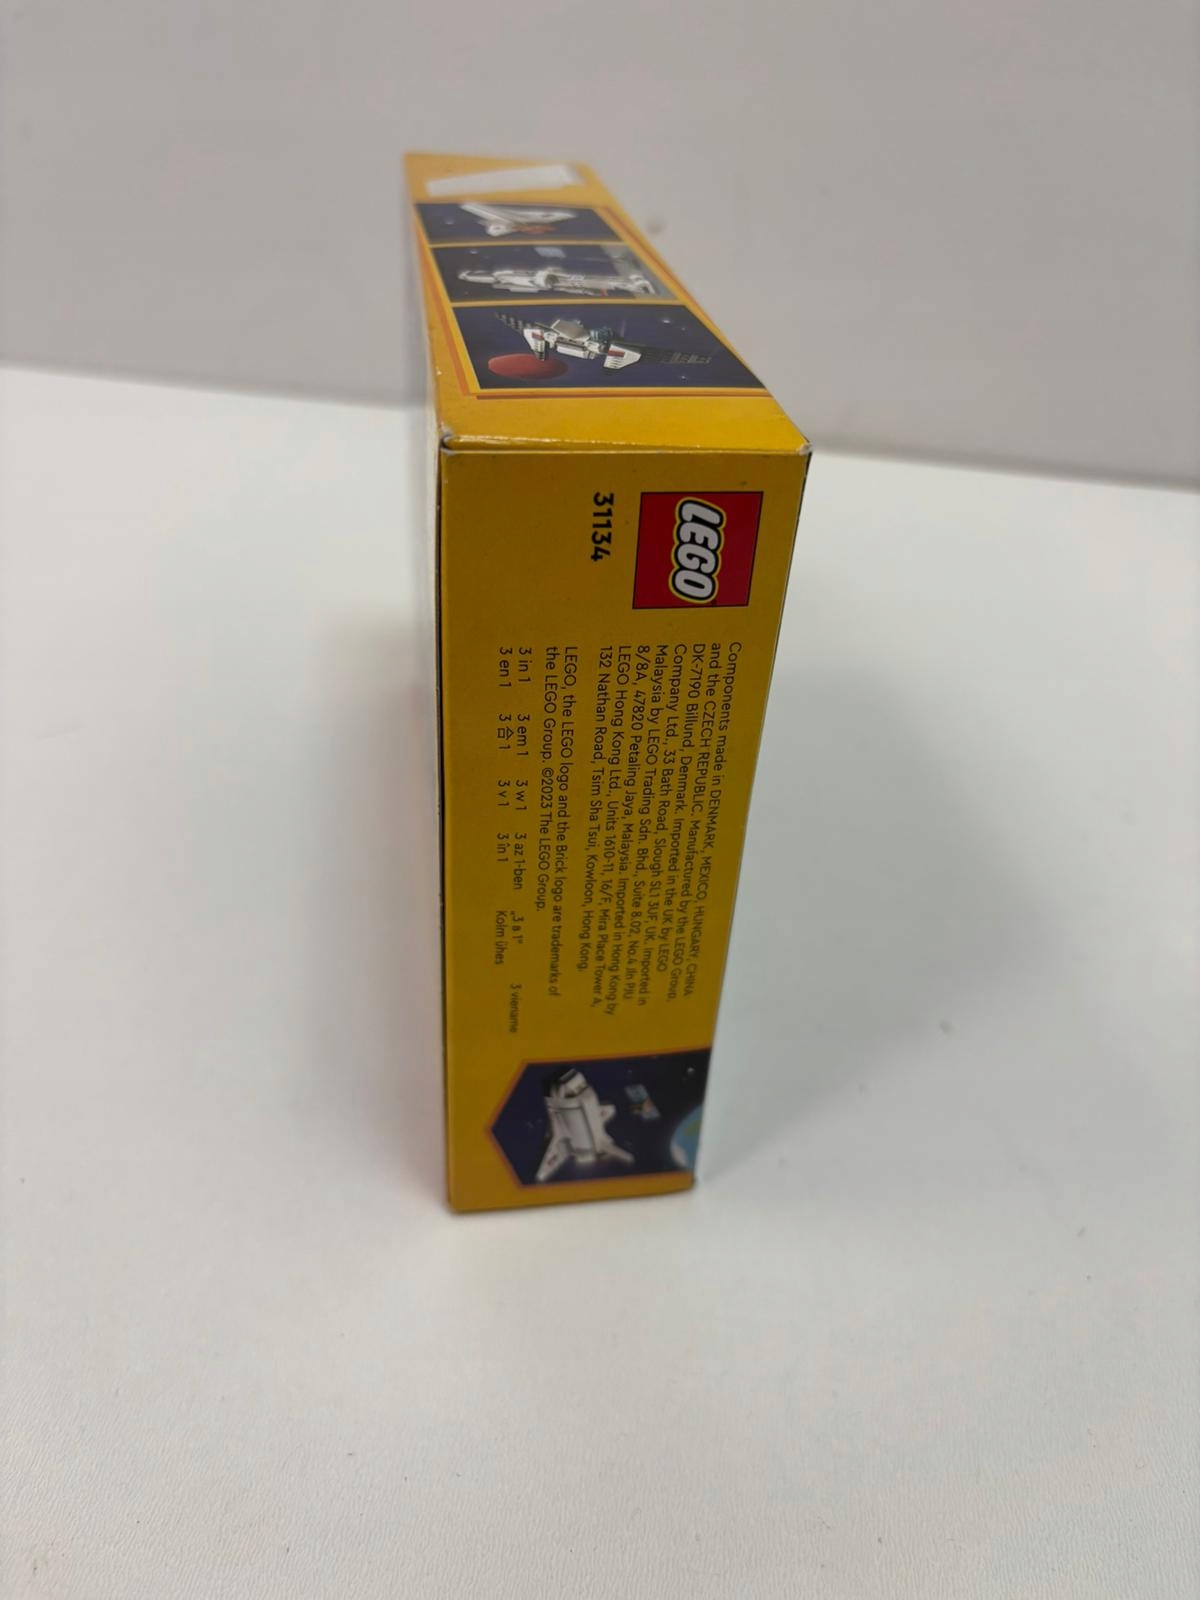 LEGO
31134
Components made in DENMARK, MEXICO, HUNGARY, CHINA
and the CZECH REPUBLIC. Manufactured by the LEGO Group,
DK-7190 Billund, Denmark. Imported in the UK by LEGO
Company Ltd., 33 Bath Road, Slough SL1 3UF, UK. Imported in
Malaysia by LEGO Trading Sdn. Bhd., Suite 8.02, No.4 Jln PJU
8/8A, 47820 Petaling Jaya, Malaysia. Imported in Hong Kong by
LEGO Hong Kong Ltd., Units 1610-11, 16/F, Mira Place Tower A,
132 Nathan Road, Tsim Sha Tsui, Kowloon, Hong Kong.
LEGO, the LEGO logo and the Brick logo are trademarks of
the LEGO Group. ©2023 The LEGO Group.
3 in 1 3 em 1 3 w 1 3 az 1-ben „3 в 1“ 3 viename
3 en 1 3 合 1 3 v 1 3 în 1 Kolm ühes